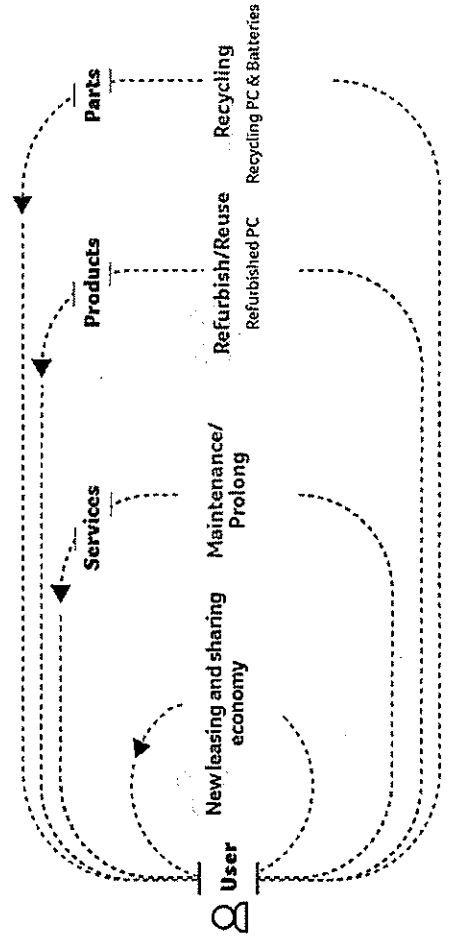 User
New leasing and sharing
economy
Services
Maintenance/
Prolong
Products
Refurbish/Reuse
Refurbished PC
Parts
Recycling
Recycling PC & Batteries